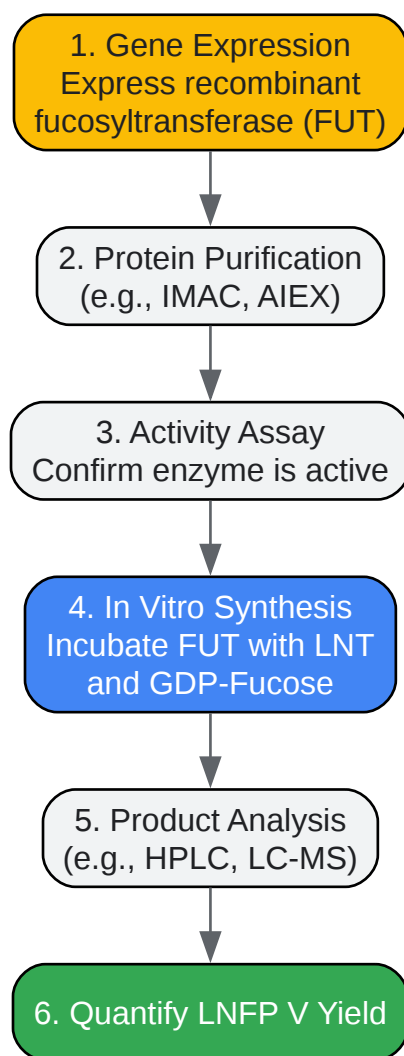 1. Gene Expression
Express recombinant
fucosyltransferase (FUT)
2. Protein Purification
(e.g., IMAC, AIEX)
3. Activity Assay
Confirm enzyme is active
4. In Vitro Synthesis
Incubate FUT with LNT
and GDP-Fucose
5. Product Analysis
(e.g., HPLC, LC-MS)
6. Quantify LNFP V Yield